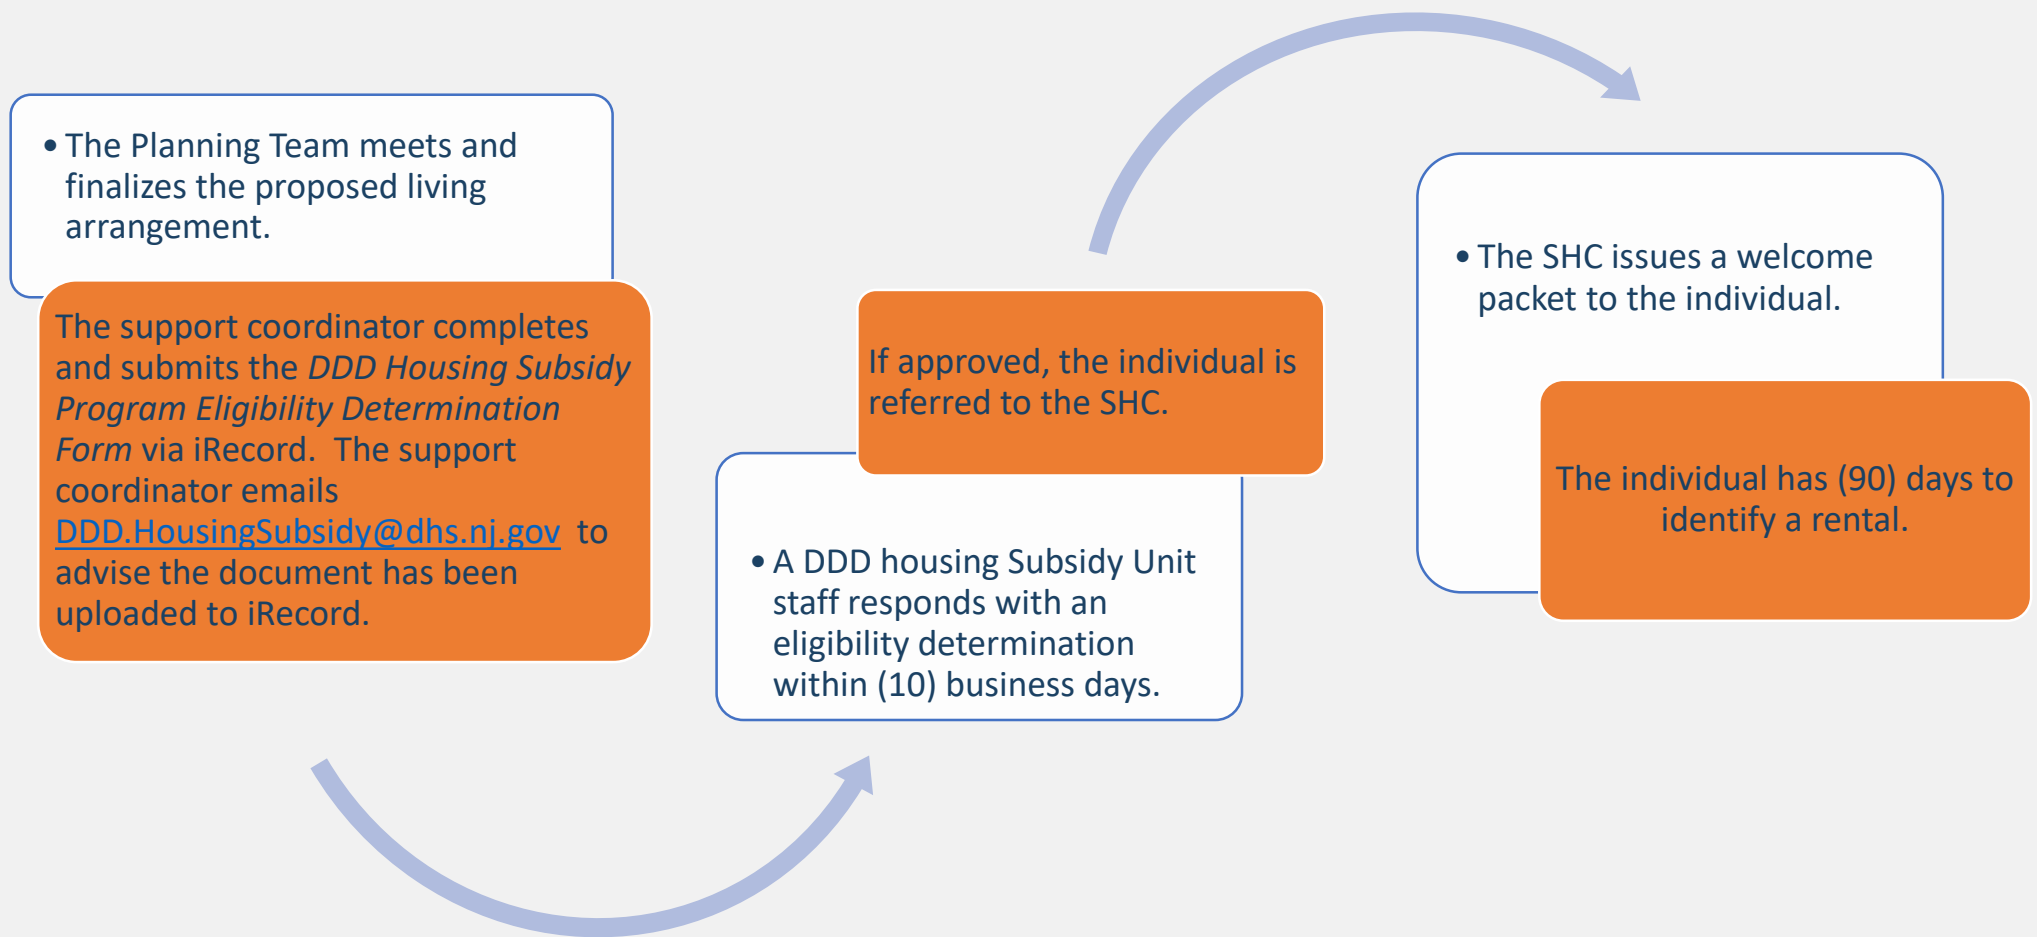 • The Planning Team meets and
finalizes the proposed living
arrangement.
The support coordinator completes
and submits the DDD Housing Subsidy
Program Eligibility Determination
Form via iRecord.  The support
coordinator emails
DDD.HousingSubsidy@dhs.nj.gov  to
advise the document has been
uploaded to iRecord.
If approved, the individual is
referred to the SHC.
• A DDD housing Subsidy Unit
staff responds with an
eligibility determination
within (10) business days.
• The SHC issues a welcome
packet to the individual.
The individual has (90) days to
identify a rental.